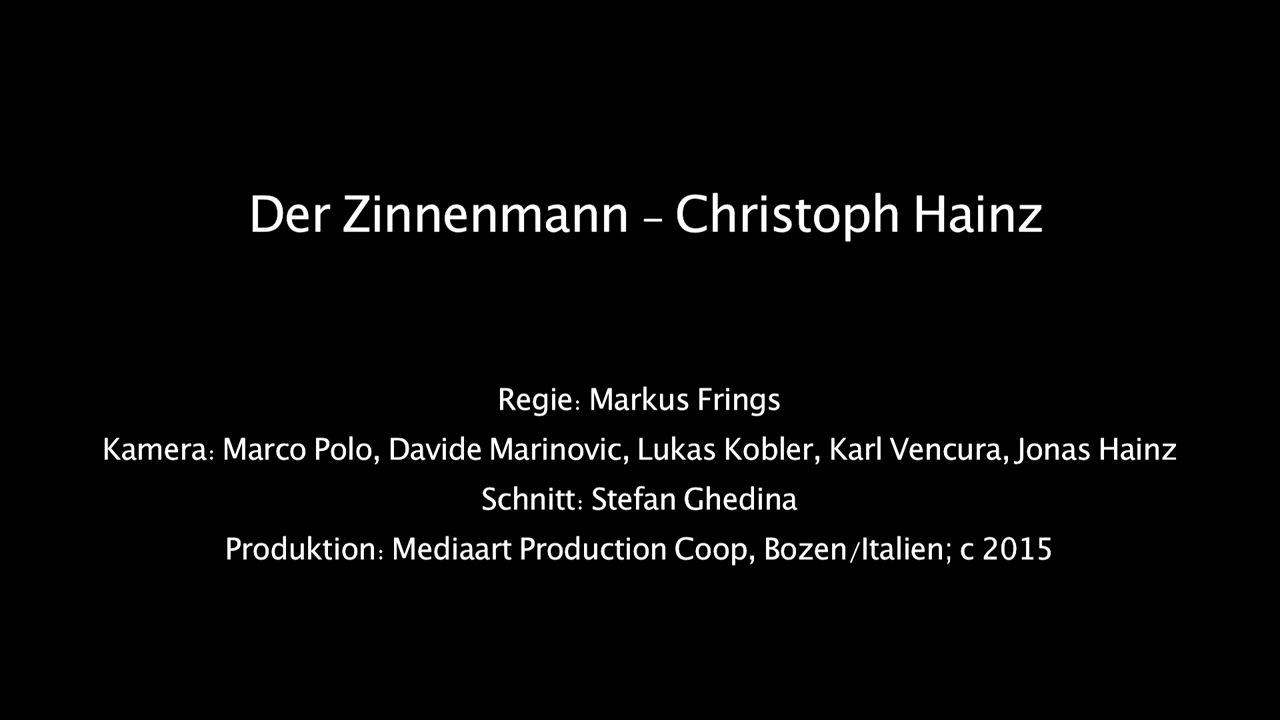 Der Zinnenmann – Christoph Hainz
Regie: Markus Frings
Kamera: Marco Polo, Davide Marinovic, Lukas Kobler, Karl Vencura, Jonas Hainz
Schnitt: Stefan Ghedina
Produktion: Mediaart Production Coop, Bozen/Italien; c 2015